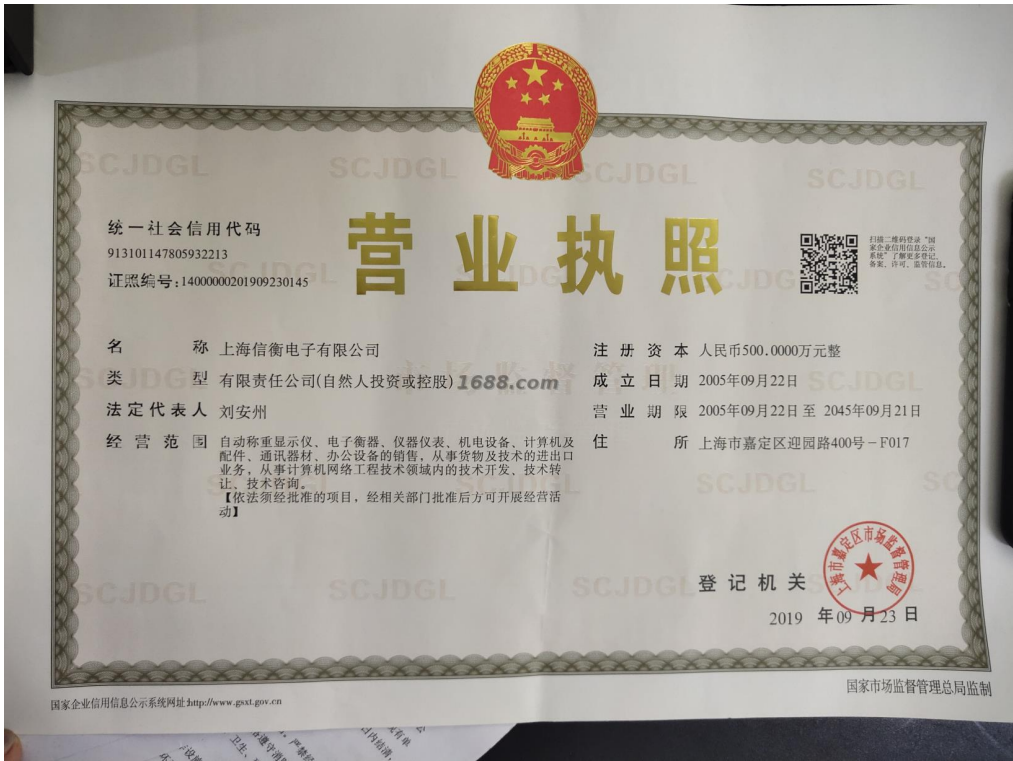 统一社会信用代码
913101147805932213
证照编号:14000000201909230145
营业执照
扫描二维码登录“国
家企业信用信息公示
系统”了解更多登记、
备案、许可、监管信息。
名称 上海信衡电子有限公司
类型 有限责任公司(自然人投资或控股)
1688.com
法定代表人 刘安州
经营范围 自动称重显示仪、电子衡器、仪器仪表、机电设备、计算机及
配件、通讯器材、办公设备的销售，从事货物及技术的进出口
业务，从事计算机网络工程技术领域内的技术开发、技术转
让、技术咨询。
【依法须经批准的项目，经相关部门批准后方可开展经营活
动】
注册资本 人民币500.0000万元整
成立日期 2005年09月22日
营业期限 2005年09月22日 至 2045年09月21日
住所 上海市嘉定区迎园路400号-F017
SCJDGL SCJDGL SCJDGL SCJDGL
市场监督管理
登记机关
上海市嘉定区市场监督管理局
2019 年 09 月 23 日
国家企业信用信息公示系统网址:http://www.gsxt.gov.cn
国家市场监督管理总局监制